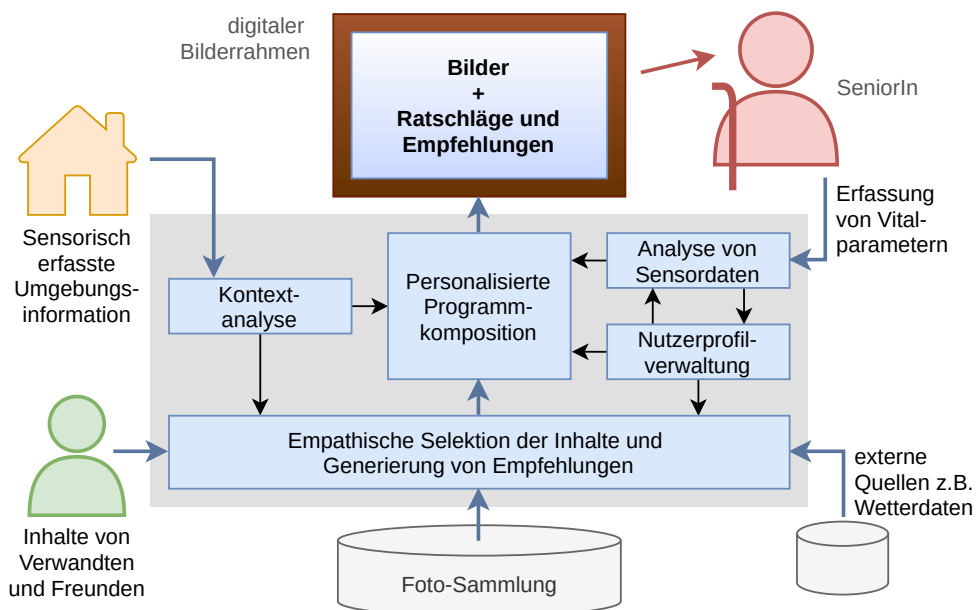 digitaler
Bilderrahmen
Bilder
+
Ratschläge und
Empfehlungen
SeniorIn
Sensorisch
erfasste
Umgebungs-
information
Erfassung
von Vital-
parametern
Kontext-
analyse
Personalisierte
Programm-
komposition
Analyse von
Sensordaten
Nutzerprofil-
verwaltung
Empathische Selektion der Inhalte und
Generierung von Empfehlungen
Inhalte von
Verwandten
und Freunden
externe
Quellen z.B.
Wetterdaten
Foto-Sammlung